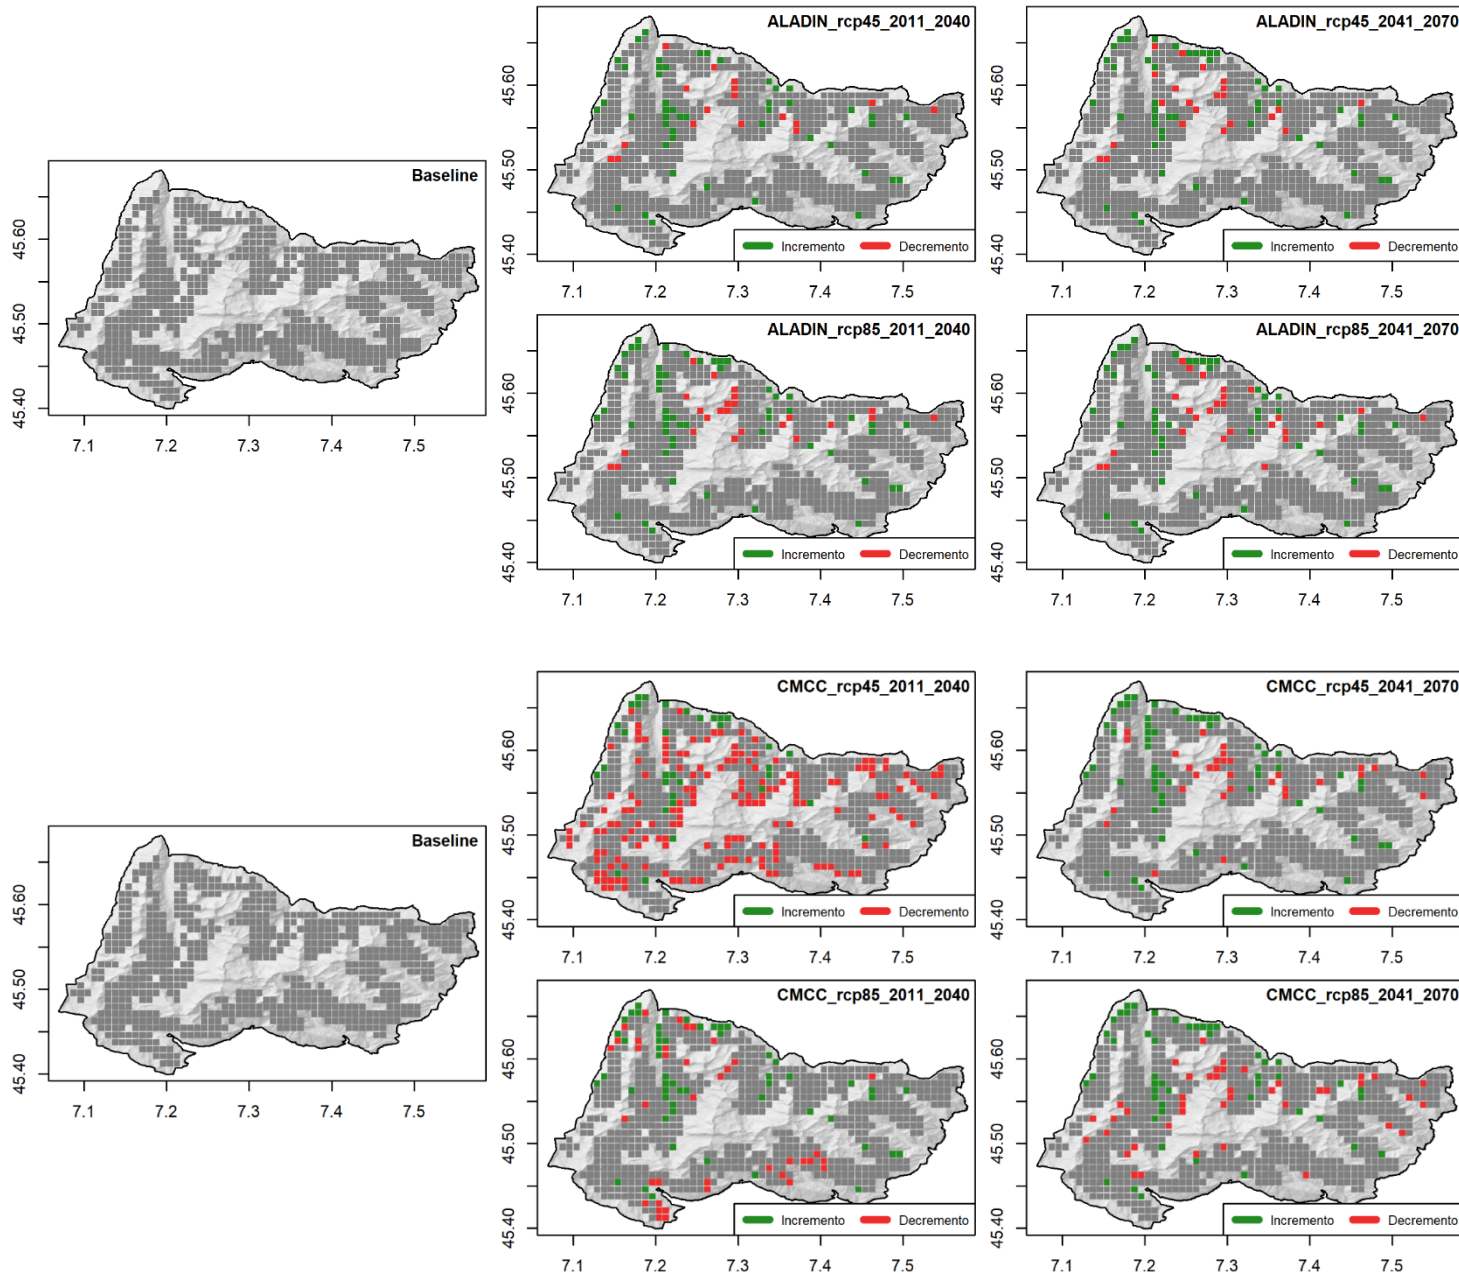 ALADIN_rcp45_2011_2040
45.60
45.50
45.40
Incremento Decremento
7.1 7.2 7.3 7.4 7.5
ALADIN_rcp45_2041_2070
45.60
45.50
45.40
Incremento Decremento
7.1 7.2 7.3 7.4 7.5
Baseline
45.60
45.50
45.40
7.1 7.2 7.3 7.4 7.5
ALADIN_rcp85_2011_2040
45.60
45.50
45.40
Incremento Decremento
7.1 7.2 7.3 7.4 7.5
ALADIN_rcp85_2041_2070
45.60
45.50
45.40
Incremento Decremento
7.1 7.2 7.3 7.4 7.5
CMCC_rcp45_2011_2040
45.60
45.50
45.40
Incremento Decremento
7.1 7.2 7.3 7.4 7.5
CMCC_rcp45_2041_2070
45.60
45.50
45.40
Incremento Decremento
7.1 7.2 7.3 7.4 7.5
Baseline
45.60
45.50
45.40
7.1 7.2 7.3 7.4 7.5
CMCC_rcp85_2011_2040
45.60
45.50
45.40
Incremento Decremento
7.1 7.2 7.3 7.4 7.5
CMCC_rcp85_2041_2070
45.60
45.50
45.40
Incremento Decremento
7.1 7.2 7.3 7.4 7.5